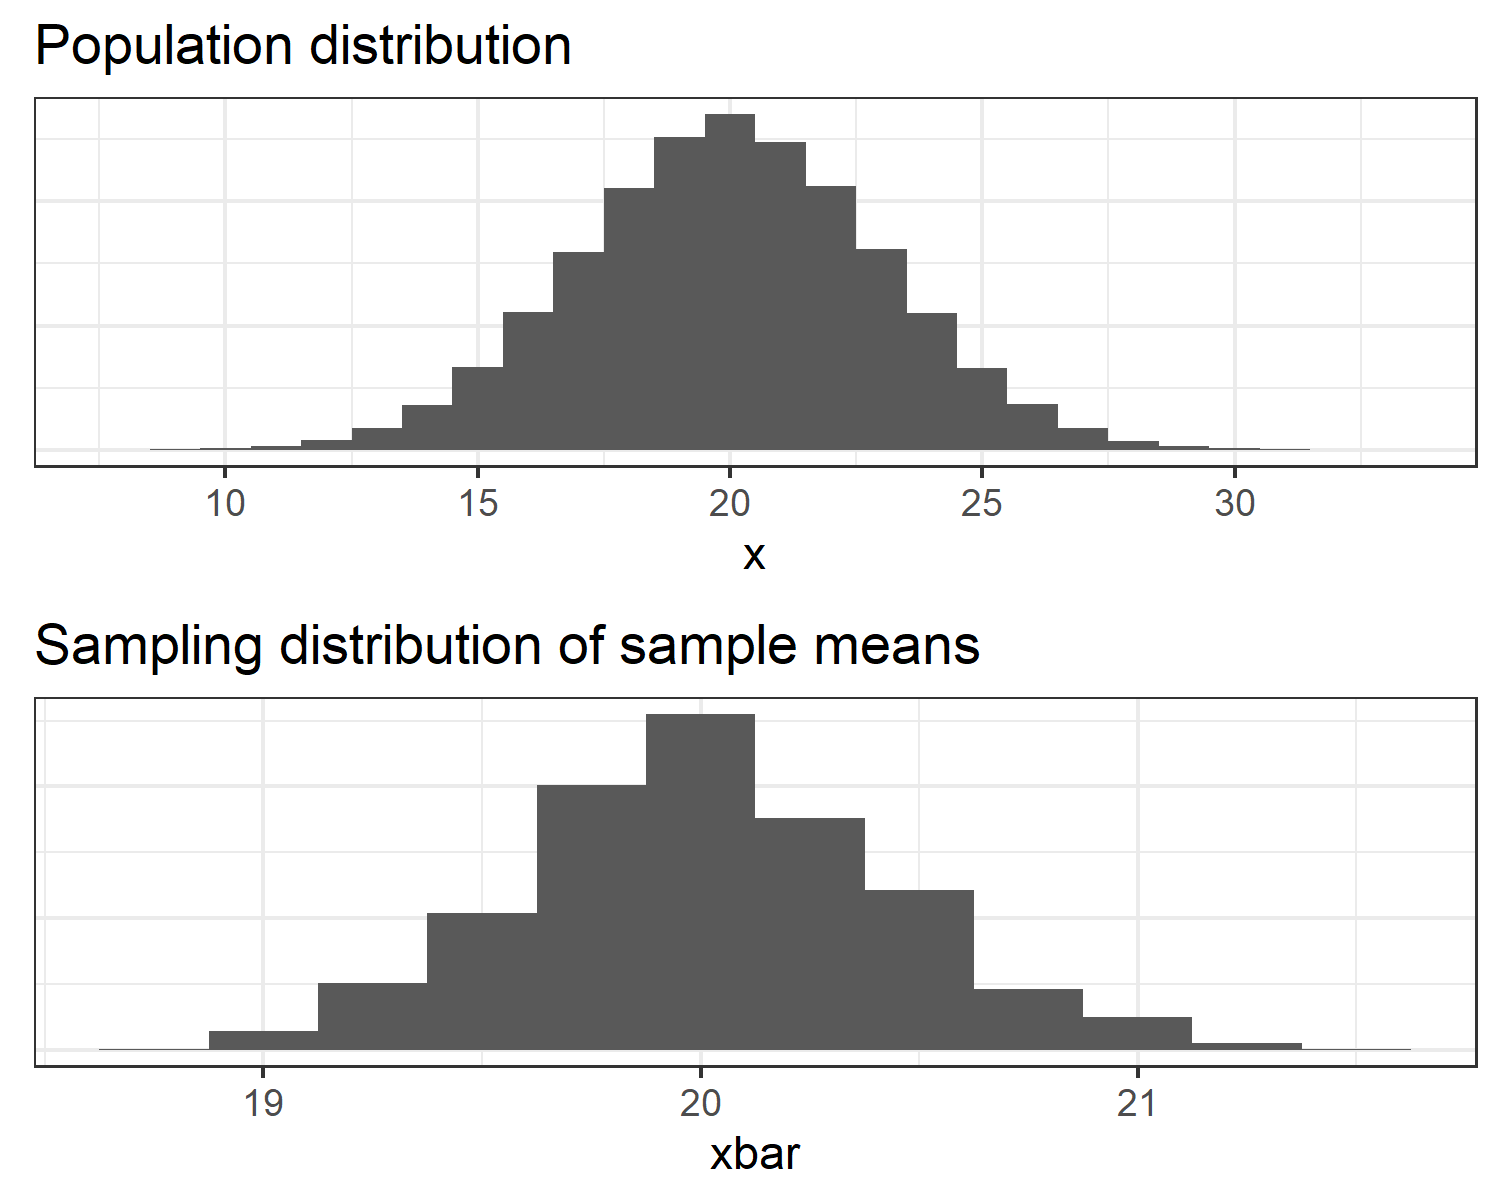 Population distribution
10 15 20 25 30
x
Sampling distribution of sample means
19 20 21
xbar